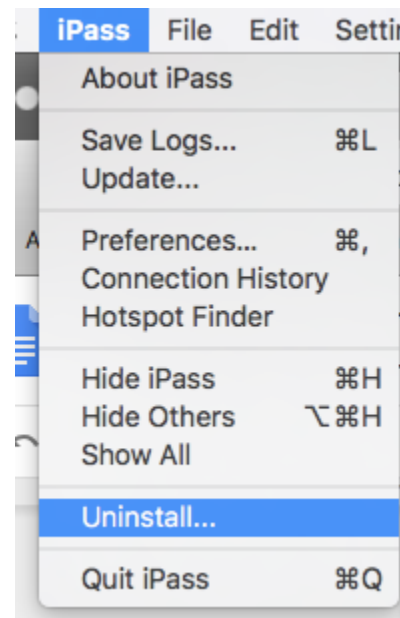 iPass File Edit
About iPass
Save Logs... ⌘L
Update...
Preferences... ⌘,
Connection History
Hotspot Finder
Hide iPass ⌘H
Hide Others ⌥⌘H
Show All
Uninstall...
Quit iPass ⌘Q